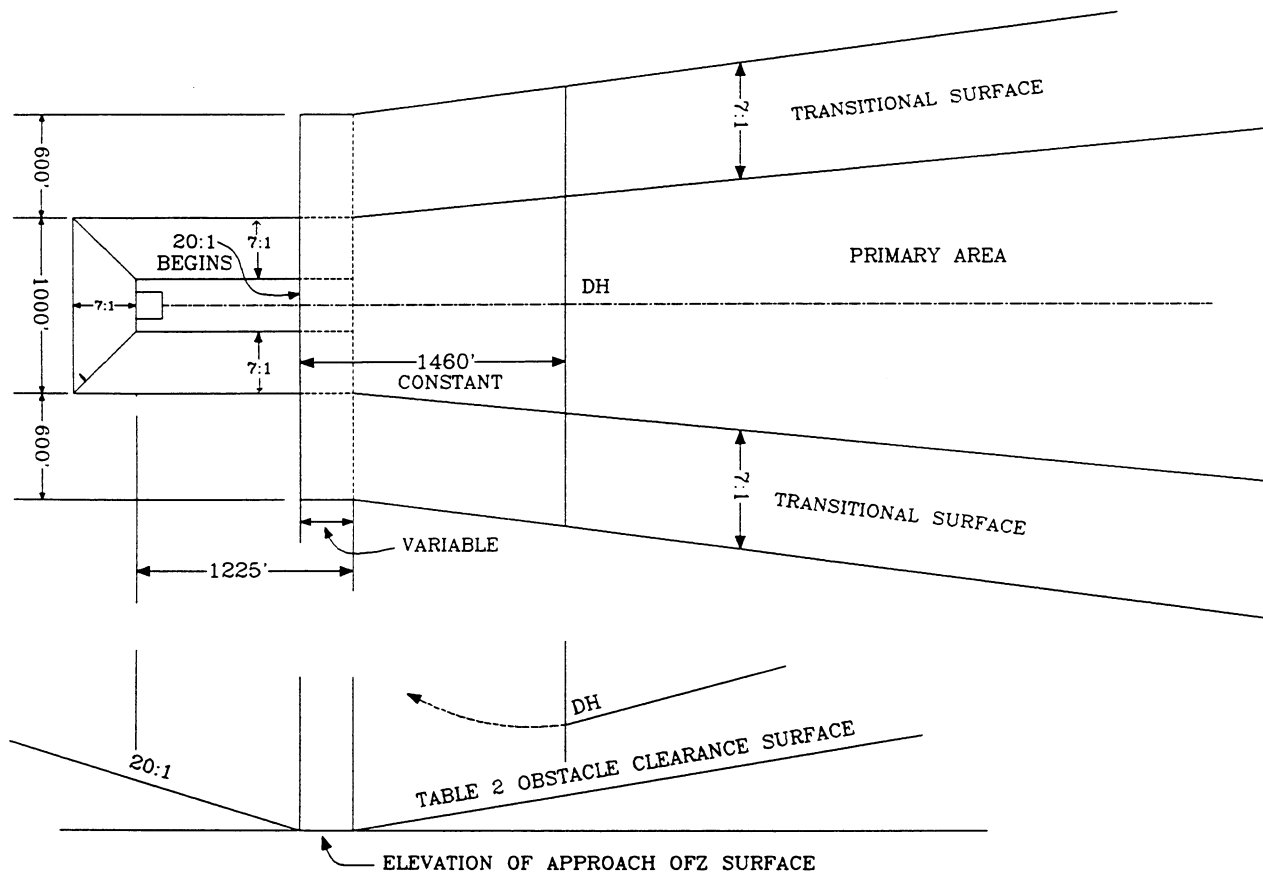 TRANSITIONAL SURFACE
7:1
600'
20:1
BEGINS
7:1
PRIMARY AREA
1000'
7:1
DH
7:1
1460'
CONSTANT
600'
7:1
TRANSITIONAL SURFACE
VARIABLE
1225'
DH
20:1
TABLE 2 OBSTACLE CLEARANCE SURFACE
ELEVATION OF APPROACH OFZ SURFACE